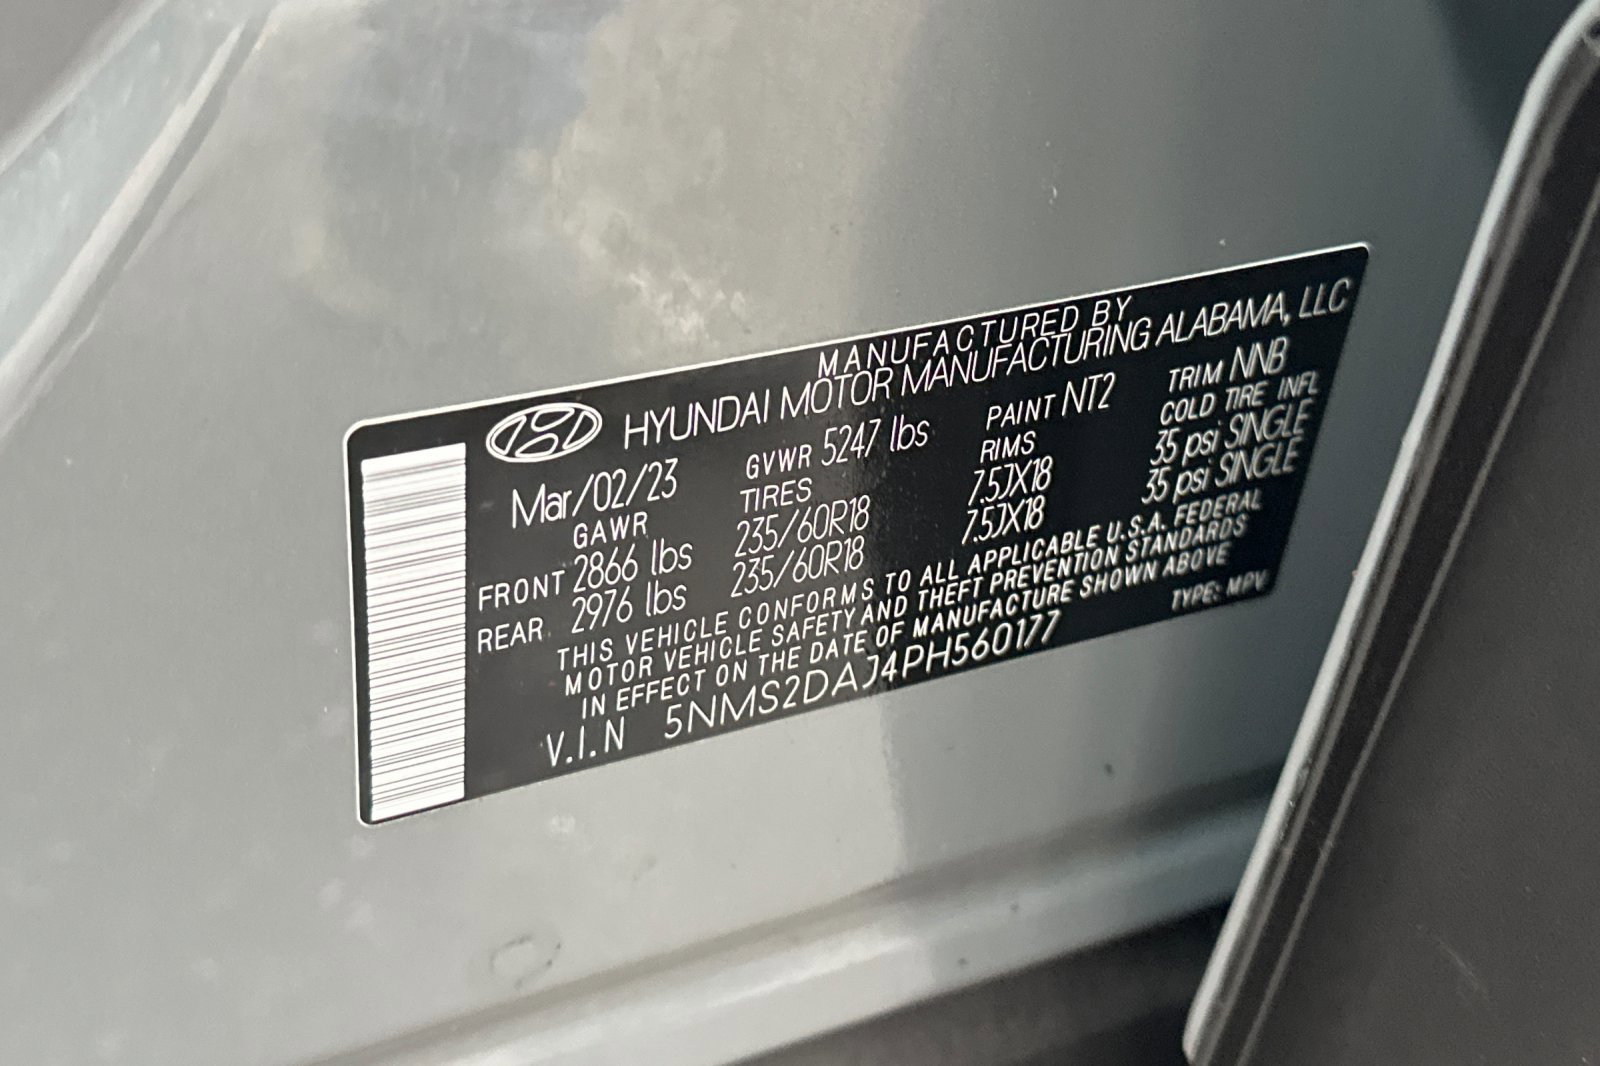 MANUFACTURED BY
HYUNDAI MOTOR MANUFACTURING ALABAMA, LLC
Mar/02/23 GVWR 5247 lbs PAINT NT2 TRIM NNB
GAWR TIRES RIMS COLD TIRE INFL
FRONT 2866 lbs 235/60R18 7.5JX18 35 psi SINGLE
REAR 2976 lbs 235/60R18 7.5JX18 35 psi SINGLE
THIS VEHICLE CONFORMS TO ALL APPLICABLE U.S.A. FEDERAL
MOTOR VEHICLE SAFETY AND THEFT PREVENTION STANDARDS
IN EFFECT ON THE DATE OF MANUFACTURE SHOWN ABOVE
V.I.N 5NMS2DAJ4PH560177 TYPE: MPV